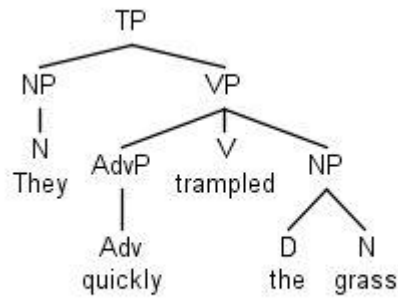 TP
NP VP
N AdvP V NP
They trampled
Adv D N
quickly the grass